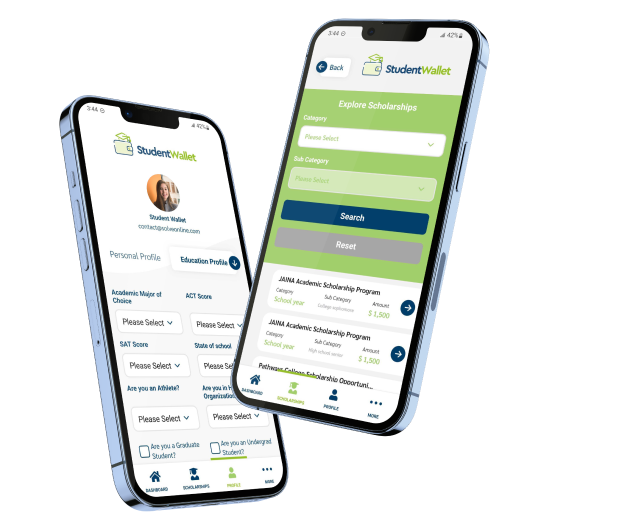 3:44
42%
StudentWallet
Student Wallet
contact@solveonline.com
Personal Profile
Education Profile
Academic Major of
Choice
ACT Score
Please Select
Please Select
SAT Score
State of school
Please Select
Please
Are you an Athlete?
Are you in
Organization
Please Select
Please Select
Are you a Graduate
Student?
Are you an Undergrad
Student?
DASHBOARD
SCHOLARSHIPS
PROFILE
MORE
3:44
42%
Back
StudentWallet
Explore Scholarships
Category
Please Select
Sub Category
Please Select
Search
Reset
JAINA Academic Scholarship Program
Category
Sub Category
Amount
School year
College sophomore
$ 1,500
JAINA Academic Scholarship Program
Category
Sub Category
Amount
School year
High school senior
$ 1,500
Pathways College Scholarship Opportuni...
DASHBOARD
SCHOLARSHIPS
PROFILE
MORE